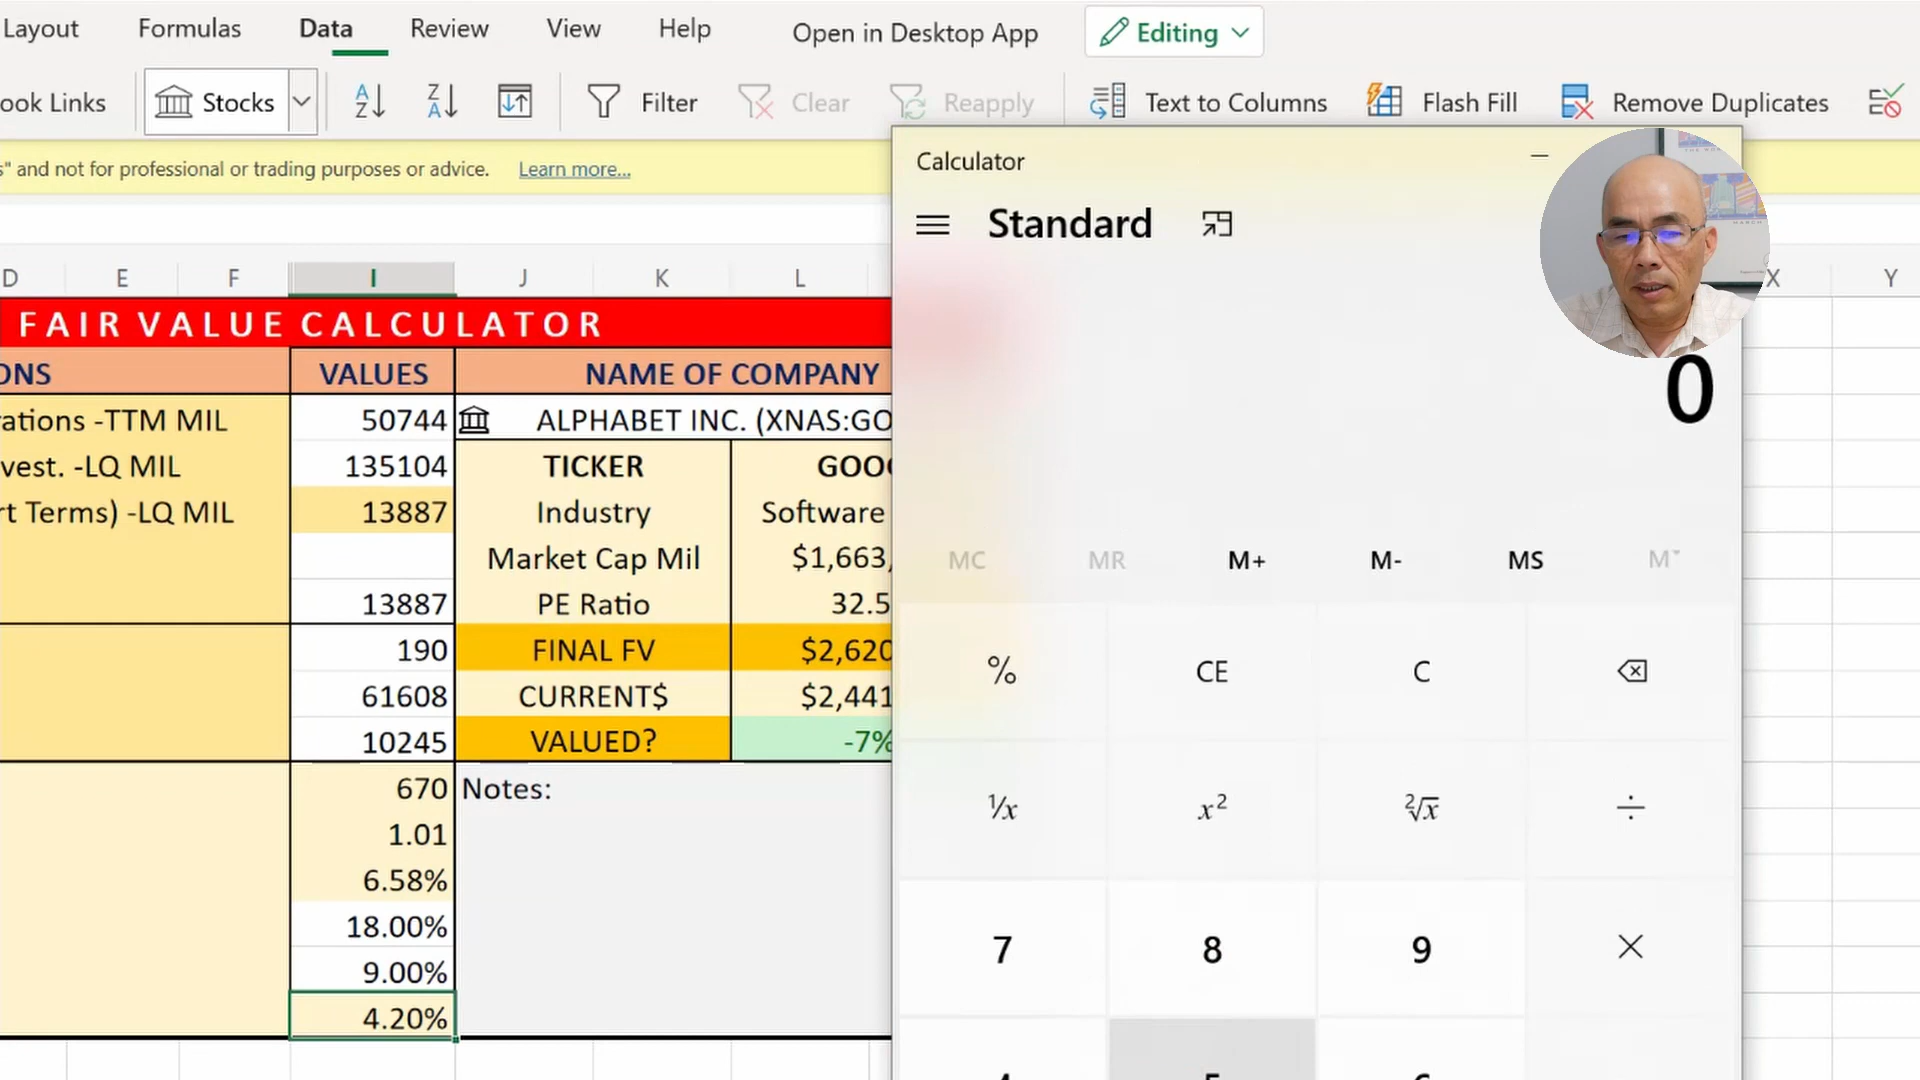 Layout Formulas Data Review View Help Open in Desktop App Editing
ook Links Stocks Filter Clear Reapply Text to Columns Flash Fill Remove Duplicates
s" and not for professional or trading purposes or advice. Learn more...
D E F I J K L X Y
FAIR VALUE CALCULATOR
ONS VALUES NAME OF COMPANY
ations -TTM MIL 50744 ALPHABET INC. (XNAS:GO
vest. -LQ MIL 135104 TICKER GOO
rt Terms) -LQ MIL 13887 Industry Software
Market Cap Mil $1,663,
13887 PE Ratio 32.5
190 FINAL FV $2,620
61608 CURRENT$ $2,441
10245 VALUED? -7%
670 Notes:
1.01
6.58%
18.00%
9.00%
4.20%
Calculator
Standard
0
MC MR M+ M- MS M˅
% CE C
⅟x x² ²√x ÷
7 8 9 ×